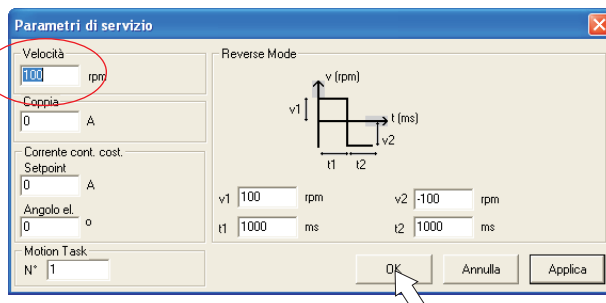 Parametri di servizio
Velocità
100 rpm
Coppia
0 A
Corrente cont. cost.
Setpoint
0 A
Angolo el.
0 °
Motion Task
N° 1
Reverse Mode
v (rpm)
v1
t (ms)
v2
t1 t2
v1 100 rpm v2 -100 rpm
t1 1000 ms t2 1000 ms
OK Annulla Applica